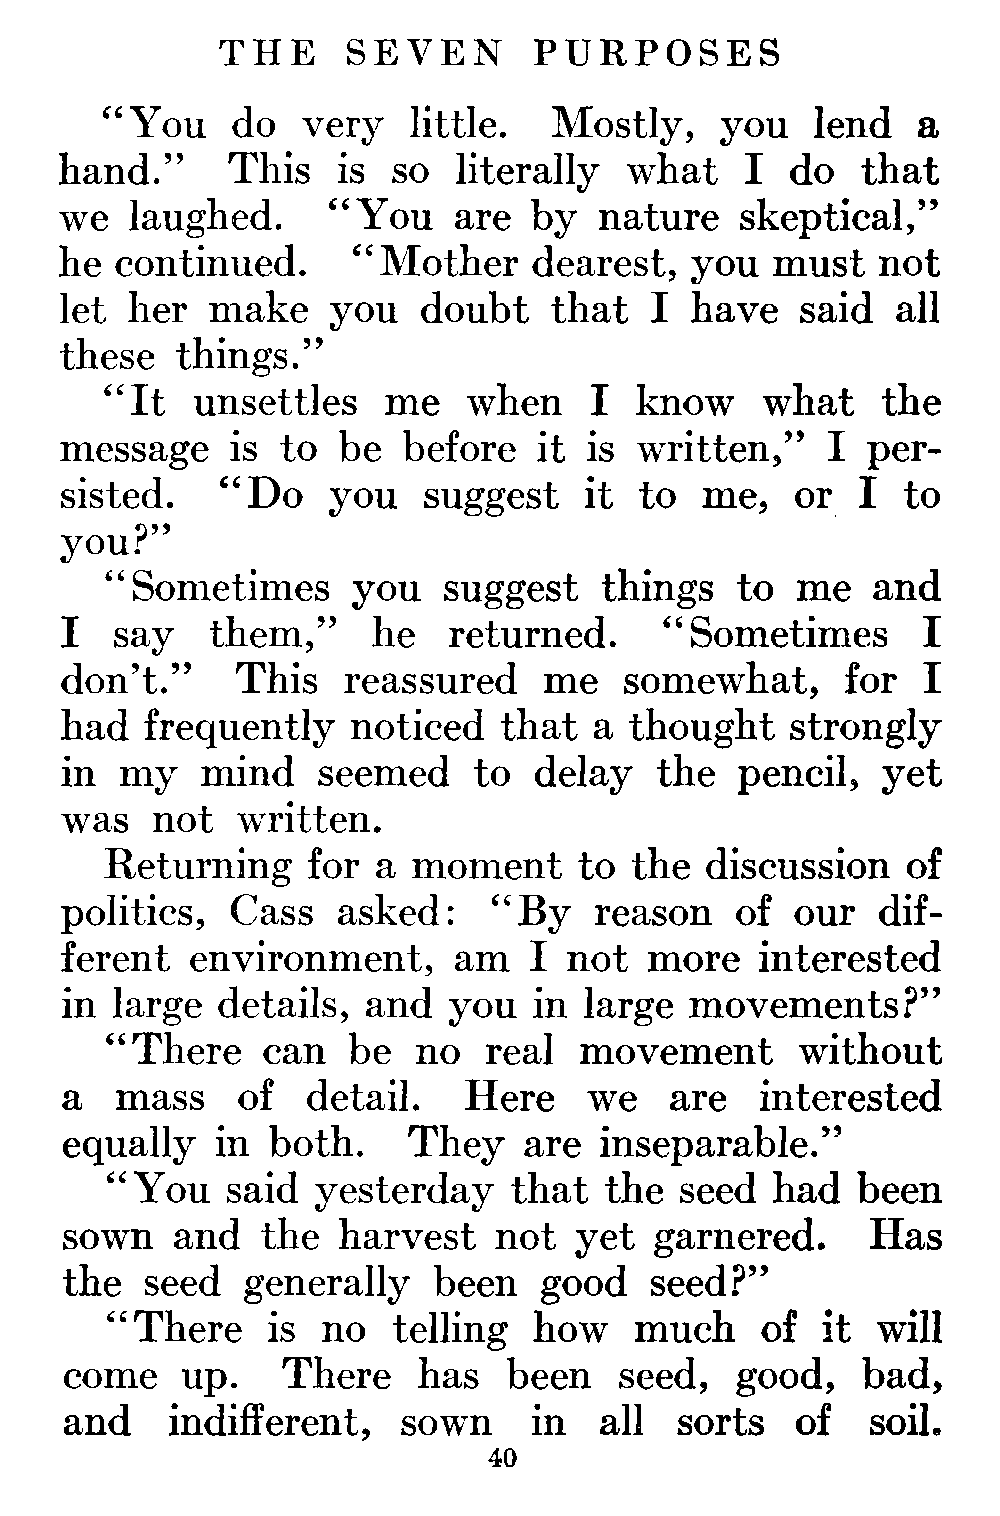 THE SEVEN PURPOSES
“You do very little. Mostly, you lend a
hand.” This is so literally what I do that
we laughed. “You are by nature skeptical,”
he continued. “Mother dearest, you must not
let her make you doubt that I have said all
these things.”
“It unsettles me when I know what the
message is to be before it is written,” I per-
sisted. “Do you suggest it to me, or I to
you?”
“Sometimes you suggest things to me and
I say them,” he returned. “Sometimes I
don’t.” This reassured me somewhat, for I
had frequently noticed that a thought strongly
in my mind seemed to delay the pencil, yet
was not written.
Returning for a moment to the discussion of
politics, Cass asked: “By reason of our dif-
ferent environment, am I not more interested
in large details, and you in large movements?”
“There can be no real movement without
a mass of detail. Here we are interested
equally in both. They are inseparable.”
“You said yesterday that the seed had been
sown and the harvest not yet garnered. Has
the seed generally been good seed?”
“There is no telling how much of it will
come up. There has been seed, good, bad,
and indifferent, sown in all sorts of soil.
40